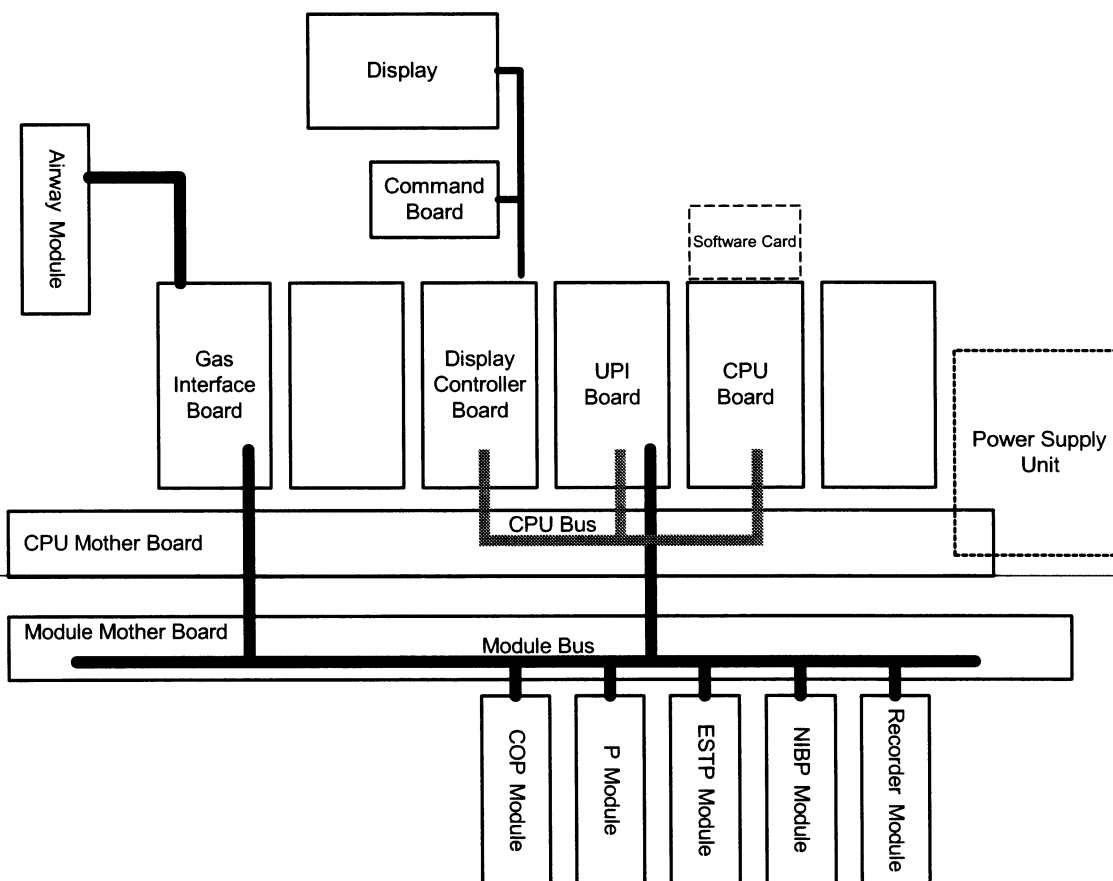 Display
Airway Module
Command
Board
Software Card
Gas
Interface
Board
Display
Controller
Board
UPI
Board
CPU
Board
Power Supply
Unit
CPU Bus
CPU Mother Board
Module Mother Board
Module Bus
COP Module
P Module
ESTP Module
NIBP Module
Recorder Module